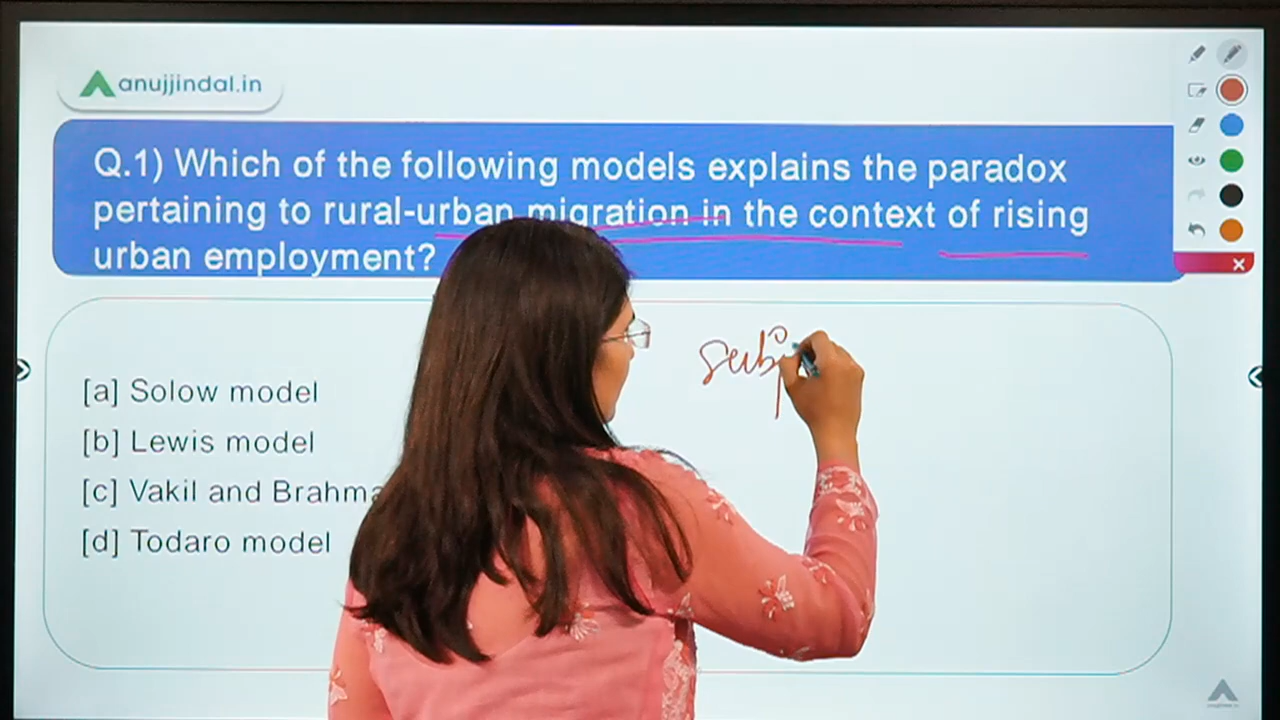 anujjindal.in
Q.1) Which of the following models explains the paradox
pertaining to rural-urban migration in the context of rising
urban employment?
[a] Solow model
[b] Lewis model
[c] Vakil and Brahma
[d] Todaro model